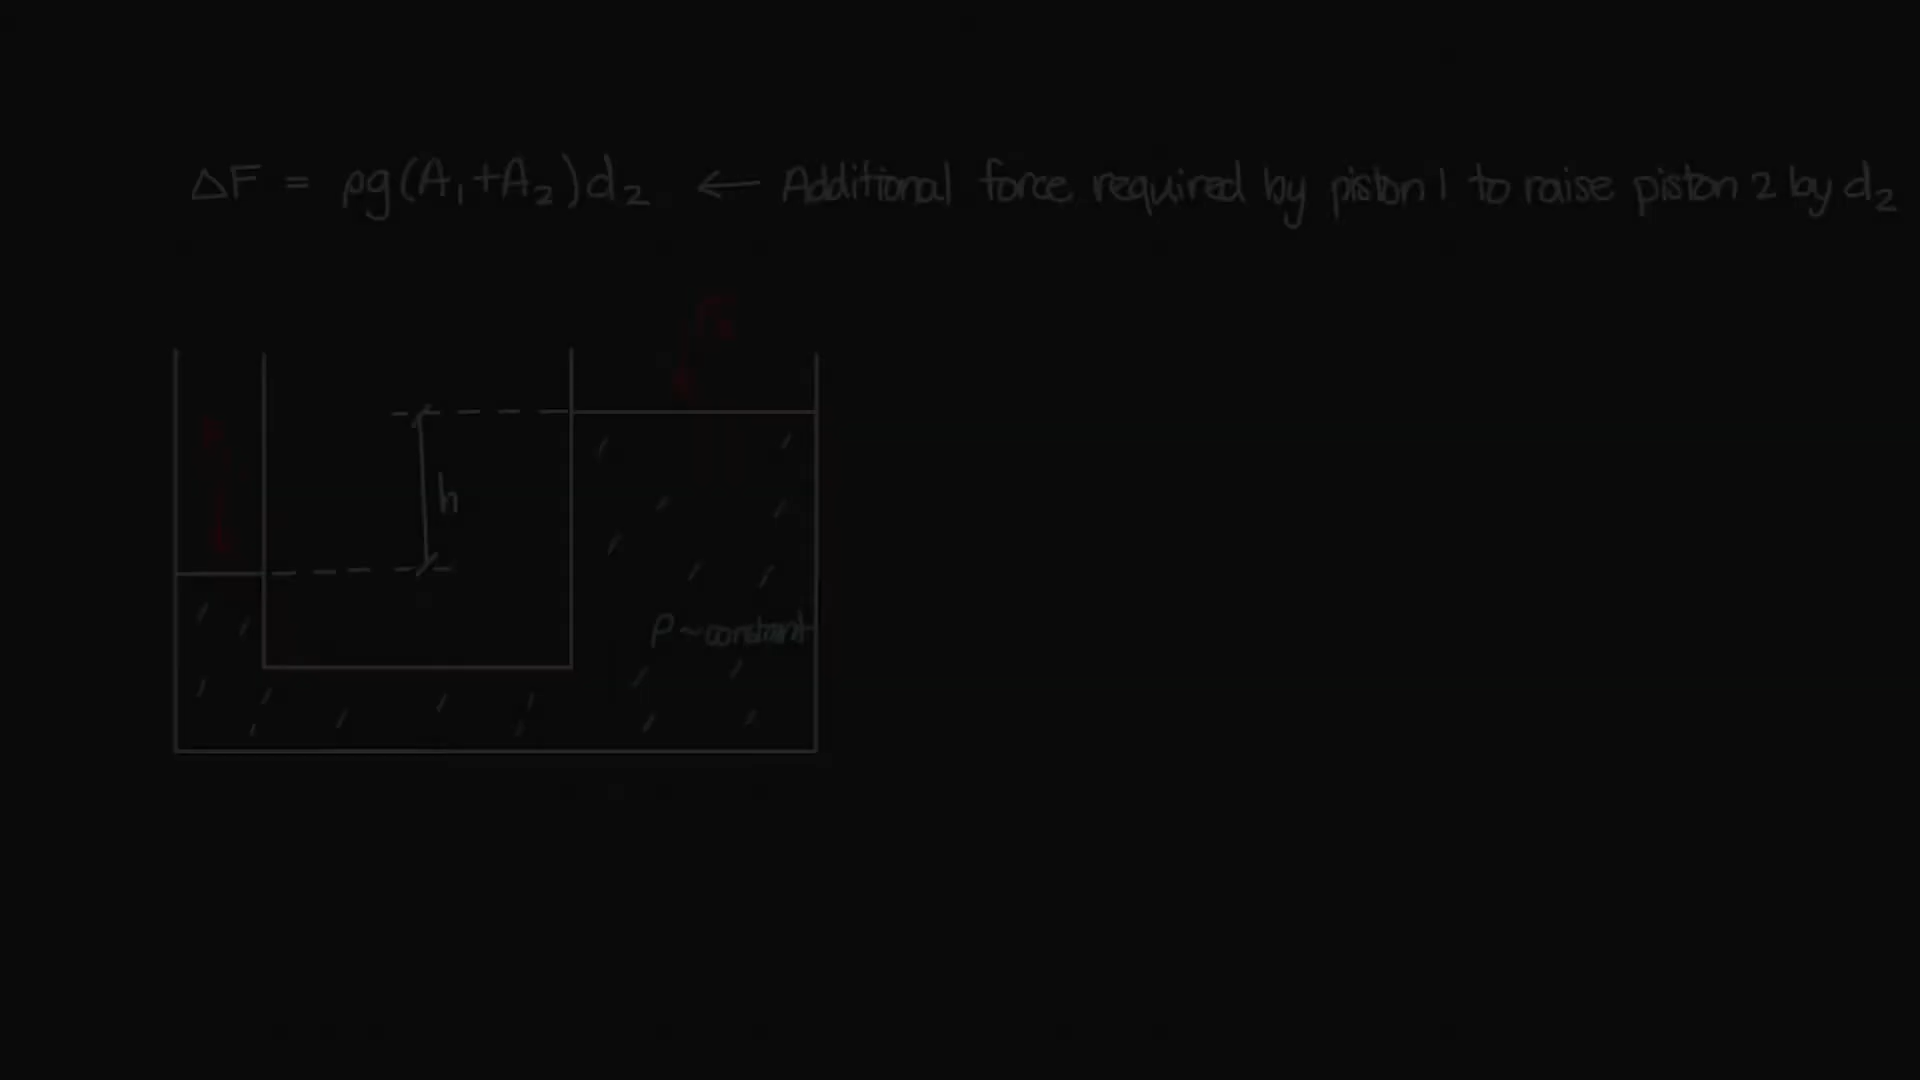 ΔF = ρg(A₁+A₂)d₂ ← Additional force required by piston 1 to raise piston 2 by d₂
h
ρ~constant